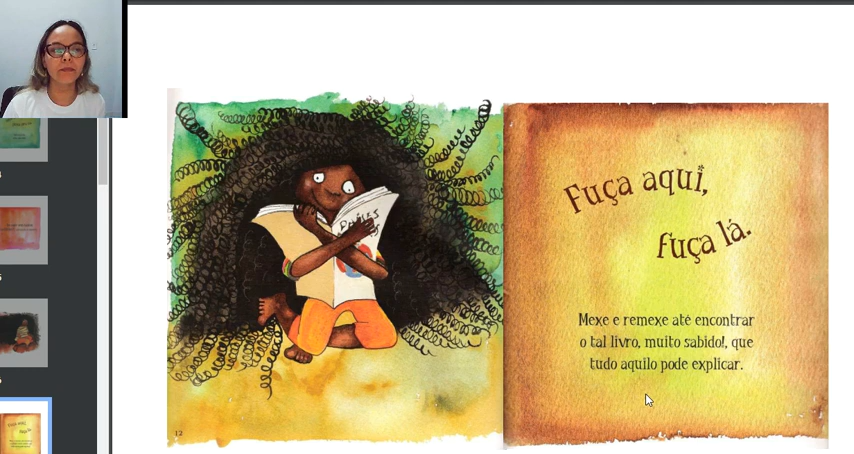 Fuça aqui,
fuça lá.
Mexe e remexe até encontrar
o tal livro, muito sabido!, que
tudo aquilo pode explicar.
12